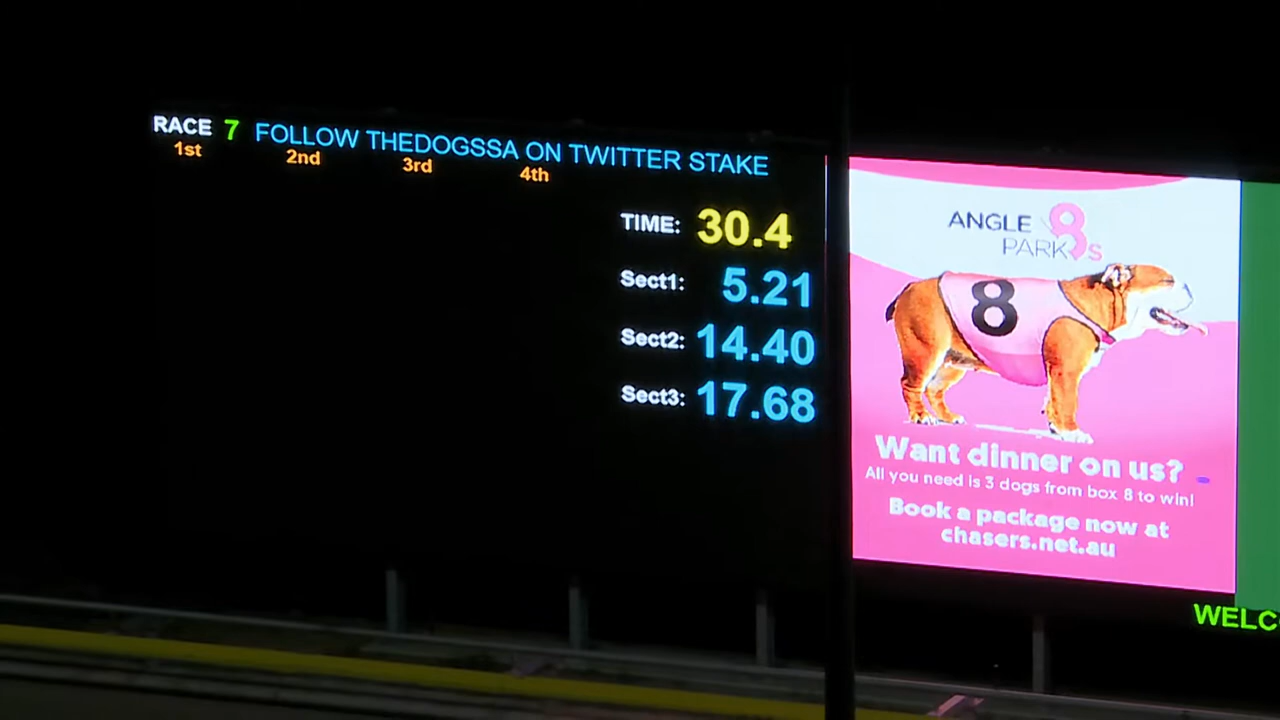 RACE 7 FOLLOW THEDOGSSA ON TWITTER STAKE
1st 2nd 3rd 4th
TIME: 30.4
Sect1: 5.21
Sect2: 14.40
Sect3: 17.68
ANGLE
PARK 8s
8
Want dinner on us?
All you need is 3 dogs from box 8 to win!
Book a package now at
chasers.net.au
WELC